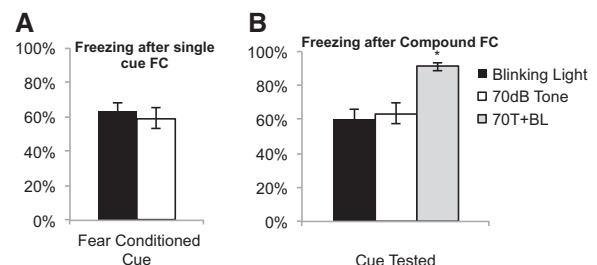 A
Freezing after single
cue FC
100%
80%
60%
40%
20%
0%
Fear Conditioned
Cue
B
Freezing after Compound FC
100%
80%
60%
40%
20%
0%
*
Cue Tested
Blinking Light
70dB Tone
70T+BL